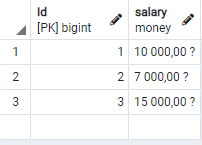 Id salary
[PK] bigint money
1 1 10 000,00 ?
2 2 7 000,00 ?
3 3 15 000,00 ?